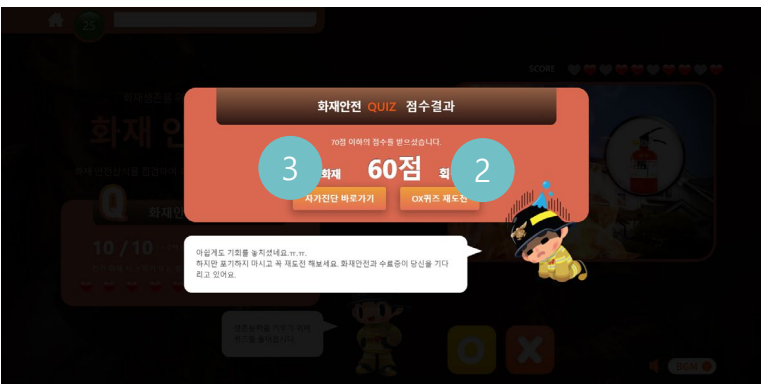 25
SCORE
화재안전 QUIZ 점수결과
70점 이하의 점수를 받으셨습니다.
3
화재
60점
획
2
자가진단 바로가기
OX퀴즈 재도전
아쉽게도 기회를 놓치셨네요.ㅠ.ㅠ.
하지만 포기하지 마시고 꼭 재도전 해보세요. 화재안전과 수료증이 당신을 기다
리고 있어요.
화재
Q
화재안
10 / 10
O X
BGM